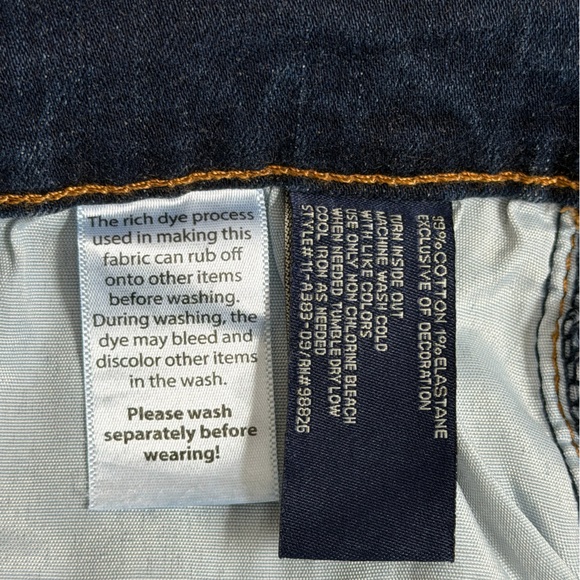 The rich dye process
used in making this
fabric can rub off
onto other items
before washing.
During washing, the
dye may bleed and
discolor other items
in the wash.
Please wash
separately before
wearing!
99% COTTON 1% ELASTANE
EXCLUSIVE OF DECORATION
TURN INSIDE OUT
MACHINE WASH COLD
WITH LIKE COLORS
USE ONLY NON CHLORINE BLEACH
WHEN NEEDED TUMBLE DRY LOW
COOL IRON AS NEEDED
STYLE# 11-A383-09/RN#98826